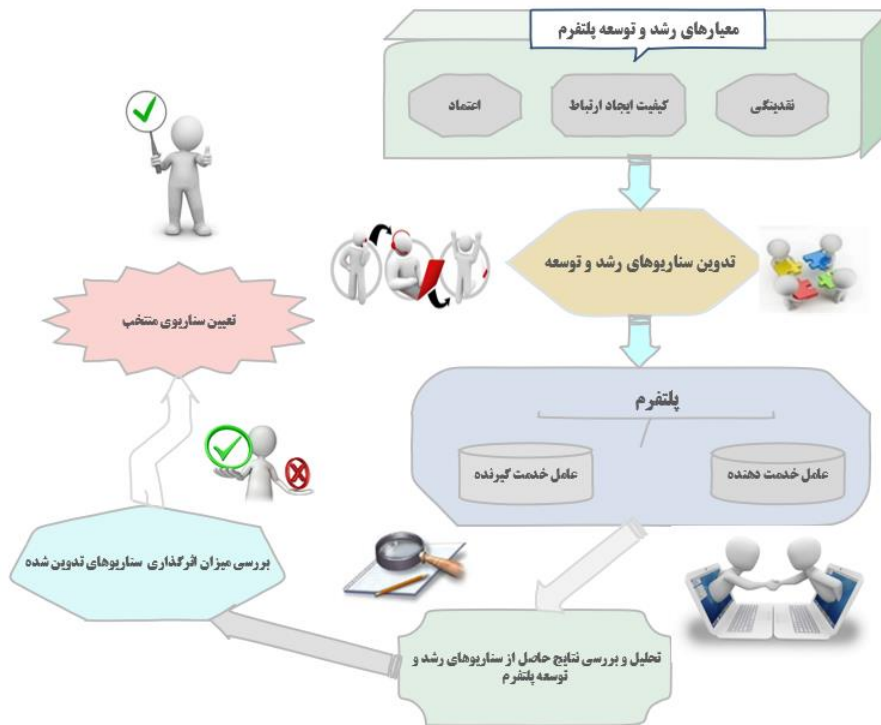 معیارهای رشد و توسعه پلتفرم
نقدینگی
کیفیت ایجاد ارتباط
اعتماد
تدوین سناریوهای رشد و توسعه
پلتفرم
عامل خدمت دهنده
عامل خدمت گیرنده
تحلیل و بررسی نتایج حاصل از سناریوهای رشد و
توسعه پلتفرم
بررسی میزان اثرگذاری سناریوهای تدوین شده
تعیین سناریوی منتخب